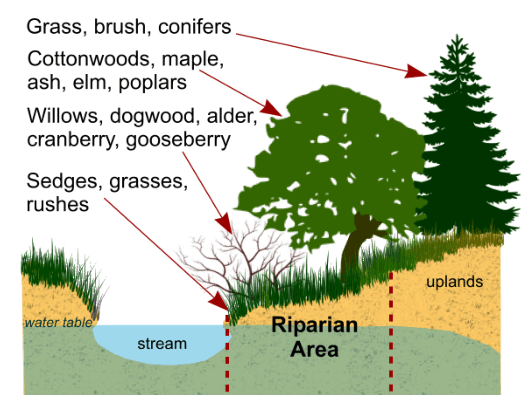 Grass, brush, conifers
Cottonwoods, maple,
ash, elm, poplars
Willows, dogwood, alder,
cranberry, gooseberry
Sedges, grasses,
rushes
uplands
water table
stream
Riparian
Area